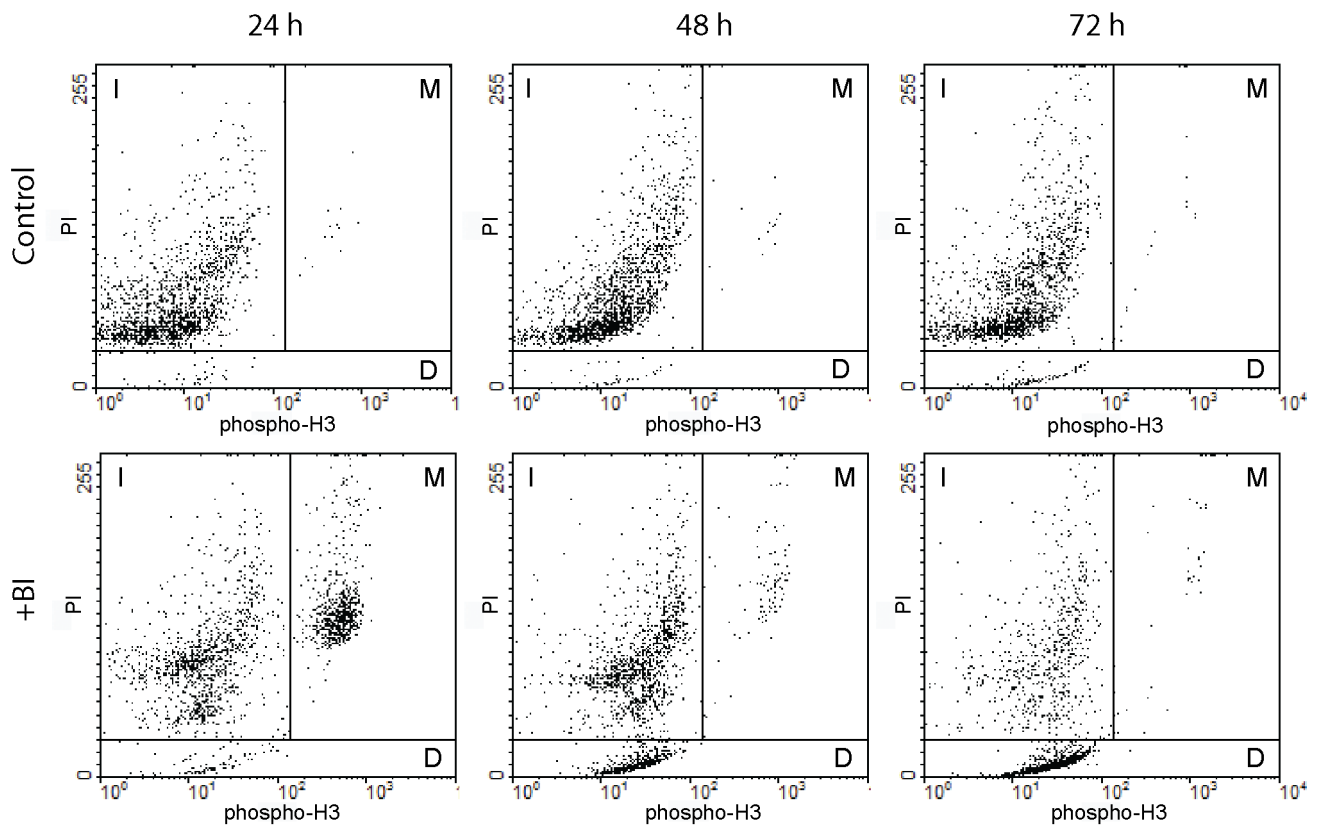 24 h 48 h 72 h
Control
255 I M 255 I M 255 I M
PI PI PI
D D D
0 0 0
10⁰ 10¹ 10² 10³ 1 10⁰ 10¹ 10² 10³ 10⁰ 10¹ 10² 10³ 10⁴
phospho-H3 phospho-H3 phospho-H3
+BI
255 I M 255 I M 255 I M
PI PI PI
D D D
0 0 0
10⁰ 10¹ 10² 10³ 10⁰ 10¹ 10² 10³ 10⁰ 10¹ 10² 10³ 10⁴
phospho-H3 phospho-H3 phospho-H3